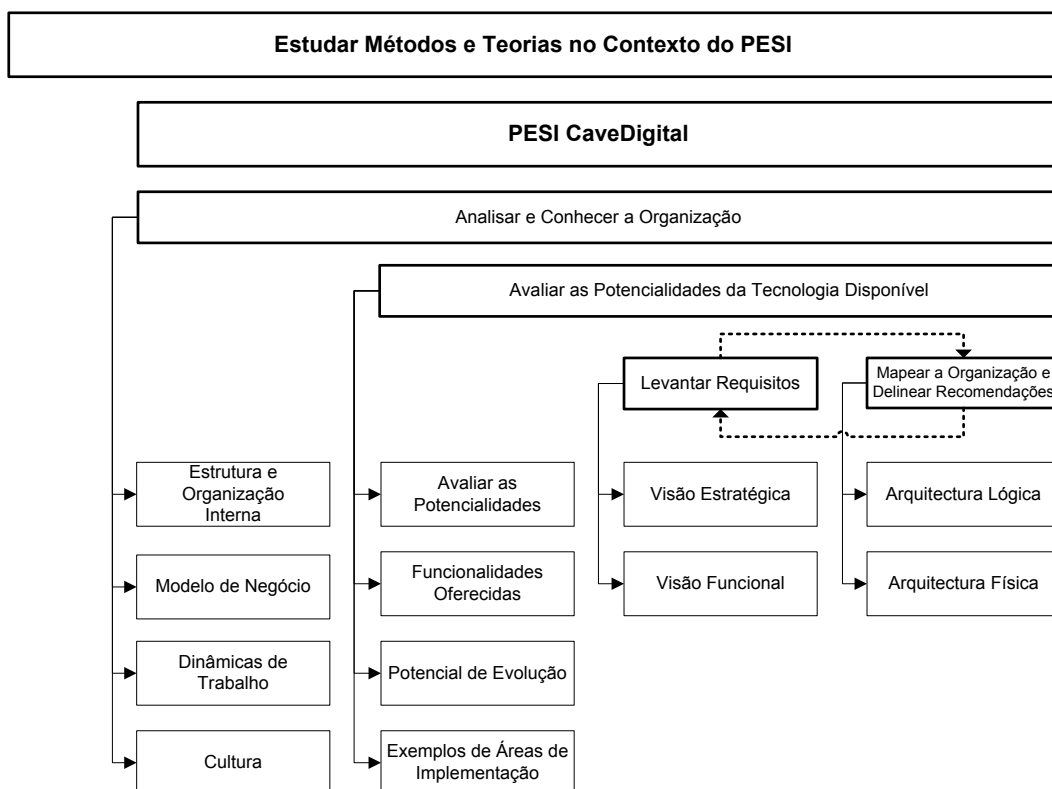 Estudar Métodos e Teorias no Contexto do PESI
PESI CaveDigital
Analisar e Conhecer a Organização
Avaliar as Potencialidades da Tecnologia Disponível
Levantar Requisitos
Mapear a Organização e
Delinear Recomendações
Estrutura e
Organização
Interna
Avaliar as
Potencialidades
Visão Estratégica
Arquitectura Lógica
Modelo de Negócio
Funcionalidades
Oferecidas
Visão Funcional
Arquitectura Física
Dinâmicas de
Trabalho
Potencial de Evolução
Cultura
Exemplos de Áreas de
Implementação